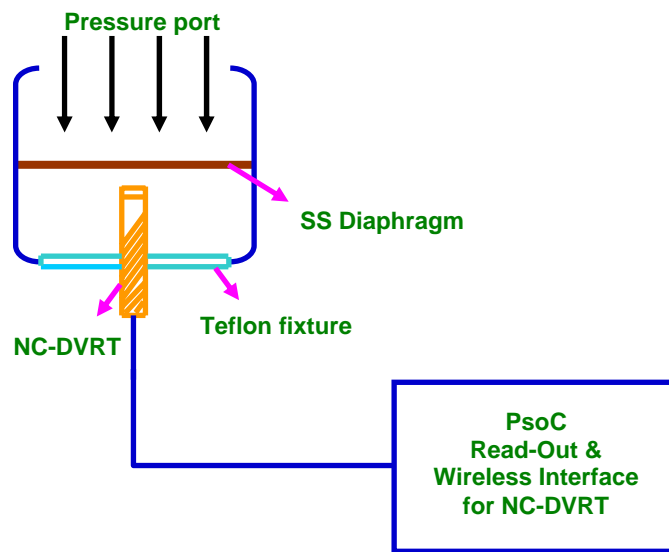 Pressure port
SS Diaphragm
Teflon fixture
NC-DVRT
PsoC
Read-Out &
Wireless Interface
for NC-DVRT